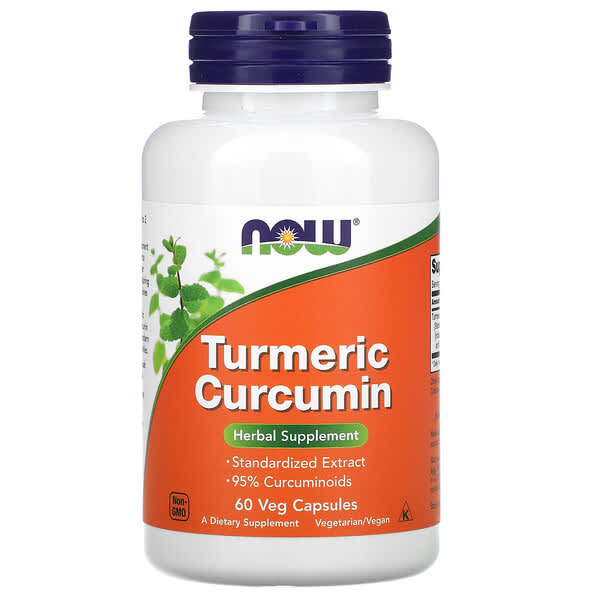 now®
Turmeric
Curcumin
Herbal Supplement
•Standardized Extract
•95% Curcuminoids
60 Veg Capsules
Non-
GMO
A Dietary Supplement Vegetarian/Vegan
K